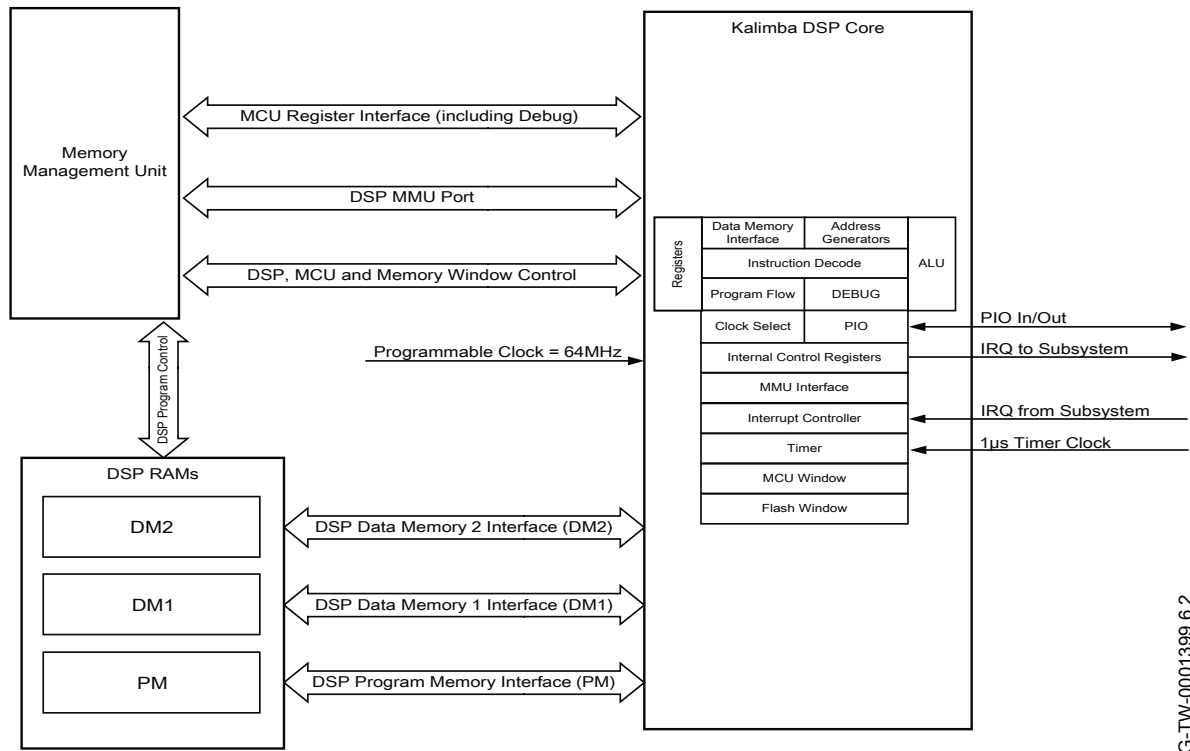 Kalimba DSP Core
Memory
Management Unit
MCU Register Interface (including Debug)
DSP MMU Port
DSP, MCU and Memory Window Control
Programmable Clock = 64MHz
DSP Program Control
Registers
Data Memory
Interface
Address
Generators
Instruction Decode
ALU
Program Flow
DEBUG
Clock Select
PIO
Internal Control Registers
MMU Interface
Interrupt Controller
Timer
MCU Window
Flash Window
PIO In/Out
IRQ to Subsystem
IRQ from Subsystem
1µs Timer Clock
DSP RAMs
DM2
DM1
PM
DSP Data Memory 2 Interface (DM2)
DSP Data Memory 1 Interface (DM1)
DSP Program Memory Interface (PM)
G-TW-0001399.6.2